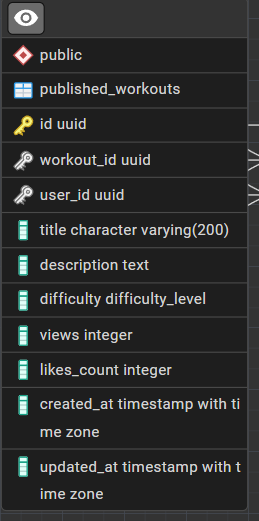 public
published_workouts
id uuid
workout_id uuid
user_id uuid
title character varying(200)
description text
difficulty difficulty_level
views integer
likes_count integer
created_at timestamp with ti
me zone
updated_at timestamp with t
ime zone